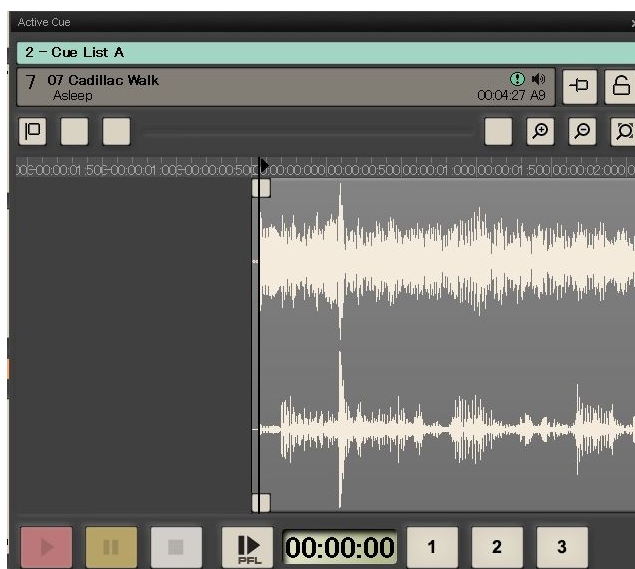 Active Cue
2 - Cue List A
7 07 Cadillac Walk
Asleep
00:04:27 A9
PFL
00:00:00
1
2
3